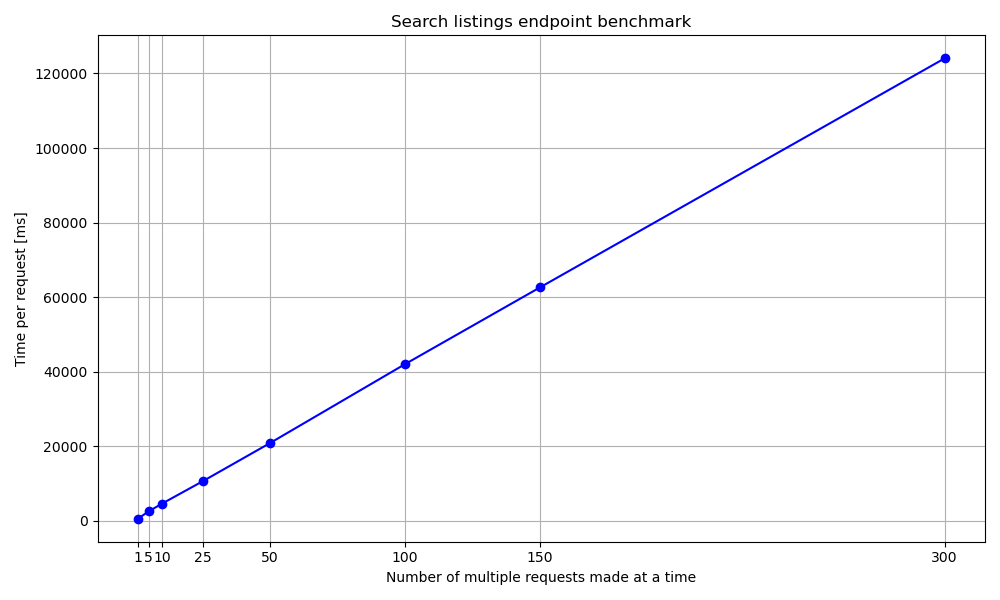 Search listings endpoint benchmark
Time per request [ms]
120000
100000
80000
60000
40000
20000
0
1 5 10 25 50 100 150 300
Number of multiple requests made at a time